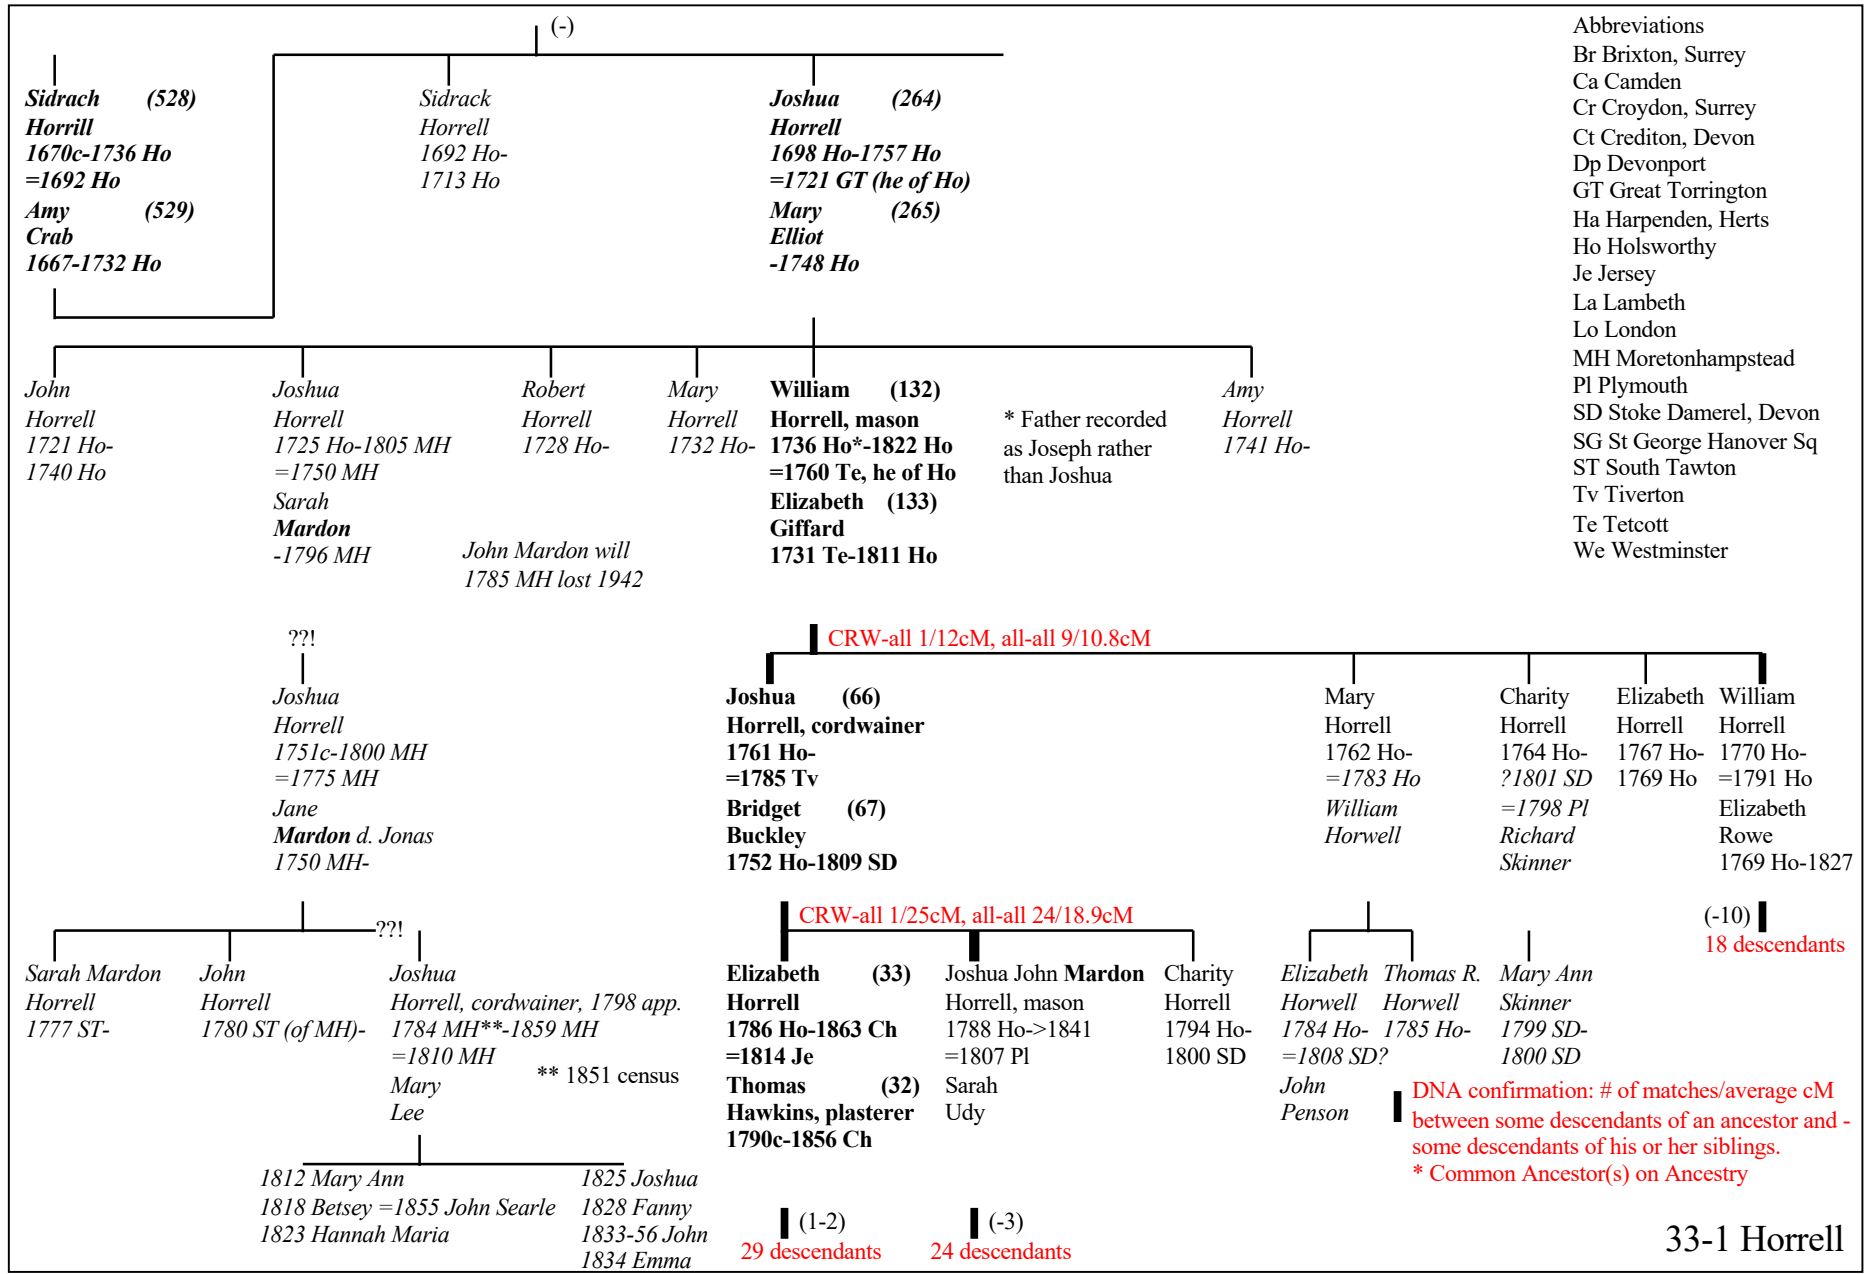 (-)
Sidrach (528)
Horrill
1670c-1736 Ho
=1692 Ho
Amy (529)
Crab
1667-1732 Ho
Sidrack
Horrell
1692 Ho-
1713 Ho
Joshua (264)
Horrell
1698 Ho-1757 Ho
=1721 GT (he of Ho)
Mary (265)
Elliot
-1748 Ho
Abbreviations
Br Brixton, Surrey
Ca Camden
Cr Croydon, Surrey
Ct Crediton, Devon
Dp Devonport
GT Great Torrington
Ha Harpenden, Herts
Ho Holsworthy
Je Jersey
La Lambeth
Lo London
MH Moretonhampstead
Pl Plymouth
SD Stoke Damerel, Devon
SG St George Hanover Sq
ST South Tawton
Tv Tiverton
Te Tetcott
We Westminster
John
Horrell
1721 Ho-
1740 Ho
Joshua
Horrell
1725 Ho-1805 MH
=1750 MH
Sarah
Mardon
-1796 MH
Robert
Horrell
1728 Ho-
Mary
Horrell
1732 Ho-
William (132)
Horrell, mason
1736 Ho*-1822 Ho
=1760 Te, he of Ho
Elizabeth (133)
Giffard
1731 Te-1811 Ho
* Father recorded
as Joseph rather
than Joshua
Amy
Horrell
1741 Ho-
John Mardon will
1785 MH lost 1942
??!
CRW-all 1/12cM, all-all 9/10.8cM
Joshua
Horrell
1751c-1800 MH
=1775 MH
Jane
Mardon d. Jonas
1750 MH-
Joshua (66)
Horrell, cordwainer
1761 Ho-
=1785 Tv
Bridget (67)
Buckley
1752 Ho-1809 SD
Mary
Horrell
1762 Ho-
=1783 Ho
William
Horwell
Charity
Horrell
1764 Ho-
?1801 SD
=1798 Pl
Richard
Skinner
Elizabeth
Horrell
1767 Ho-
1769 Ho
William
Horrell
1770 Ho-
=1791 Ho
Elizabeth
Rowe
1769 Ho-1827
??!
CRW-all 1/25cM, all-all 24/18.9cM
(-10)
18 descendants
Sarah Mardon
Horrell
1777 ST-
John
Horrell
1780 ST (of MH)-
Joshua
Horrell, cordwainer, 1798 app.
1784 MH**-1859 MH
=1810 MH
Mary
Lee
** 1851 census
Elizabeth (33)
Horrell
1786 Ho-1863 Ch
=1814 Je
Thomas (32)
Hawkins, plasterer
1790c-1856 Ch
Joshua John Mardon
Horrell, mason
1788 Ho->1841
=1807 Pl
Sarah
Udy
Charity
Horrell
1794 Ho-
1800 SD
Elizabeth
Horwell
1784 Ho-
=1808 SD?
John
Penson
Thomas R.
Horwell
1785 Ho-
Mary Ann
Skinner
1799 SD-
1800 SD
DNA confirmation: # of matches/average cM
between some descendants of an ancestor and -
some descendants of his or her siblings.
* Common Ancestor(s) on Ancestry
1812 Mary Ann
1818 Betsey =1855 John Searle
1823 Hannah Maria
1825 Joshua
1828 Fanny
1833-56 John
1834 Emma
(1-2)
29 descendants
(-3)
24 descendants
33-1 Horrell